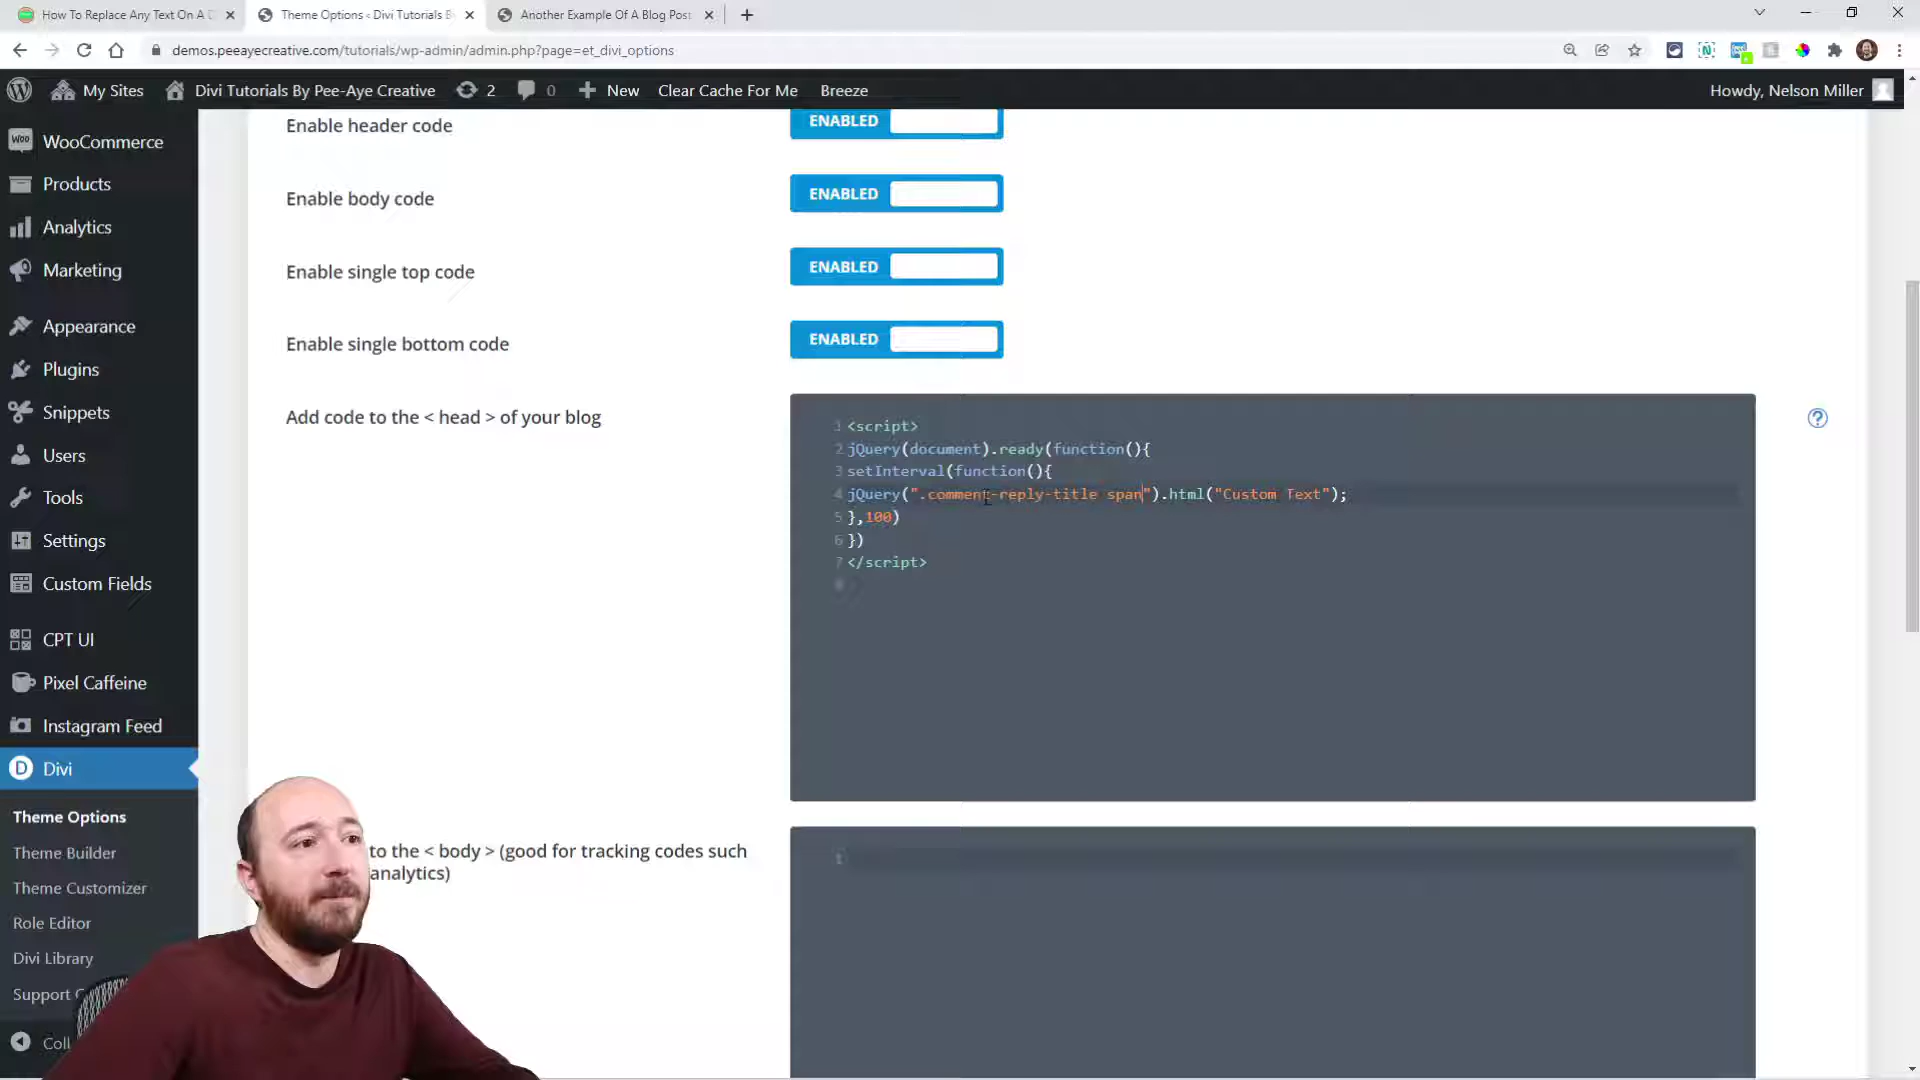 How To Replace Any Text On A D
Theme Options ‹ Divi Tutorials B
Another Example Of A Blog Post
demos.peeayecreative.com/tutorials/wp-admin/admin.php?page=et_divi_options
My Sites
Divi Tutorials By Pee-Aye Creative
2
0
New
Clear Cache For Me
Breeze
Howdy, Nelson Miller
WooCommerce
Products
Analytics
Marketing
Appearance
Plugins
Snippets
Users
Tools
Settings
Custom Fields
CPT UI
Pixel Caffeine
Instagram Feed
Divi
Theme Options
Theme Builder
Theme Customizer
Role Editor
Divi Library
Support C
Coll
Enable header code
ENABLED
Enable body code
ENABLED
Enable single top code
ENABLED
Enable single bottom code
ENABLED
Add code to the < head > of your blog
1 <script>
2 jQuery(document).ready(function(){
3 setInterval(function(){
4 jQuery(".comment-reply-title span").html("Custom Text");
5 },100)
6 })
7 </script>
8
to the < body > (good for tracking codes such
analytics)
1